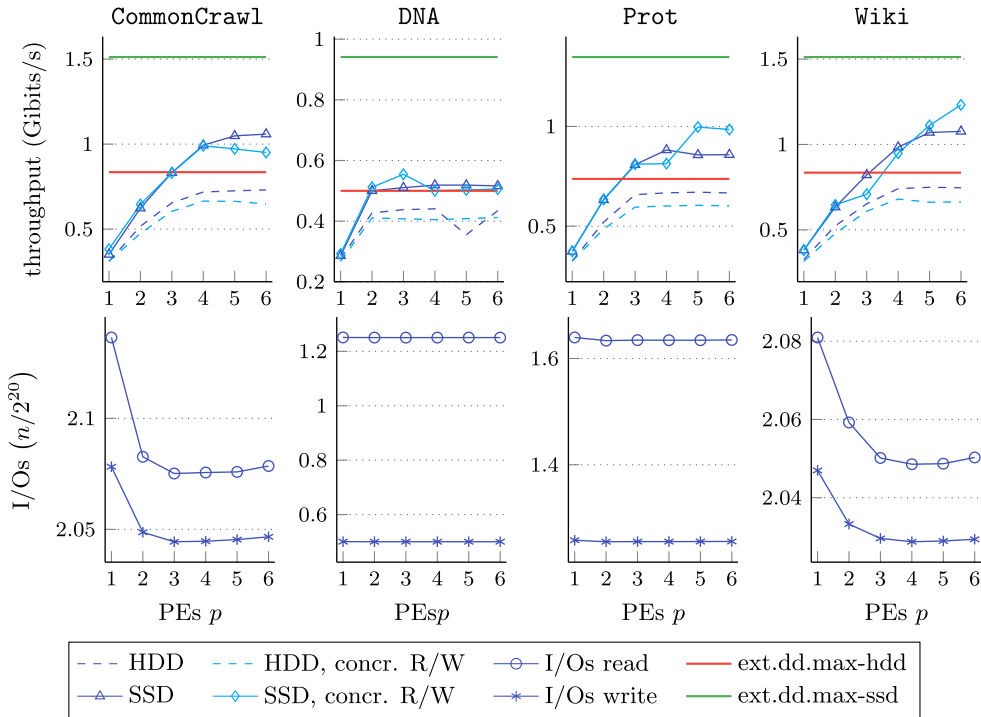 CommonCrawl DNA Prot Wiki
throughput (Gibits/s)
1.5
1
0.5
1 2 3 4 5 6
1
0.8
0.6
0.4
0.2
1 2 3 4 5 6
1
0.5
1 2 3 4 5 6
1.5
1
0.5
1 2 3 4 5 6
I/Os (n/2^20)
2.1
2.05
1 2 3 4 5 6
PEs p
1.2
1
0.8
0.6
1 2 3 4 5 6
PEsp
1.6
1.4
1 2 3 4 5 6
PEs p
2.08
2.06
2.04
1 2 3 4 5 6
PEs p
HDD HDD, concr. R/W I/Os read ext.dd.max-hdd
SSD SSD, concr. R/W I/Os write ext.dd.max-ssd